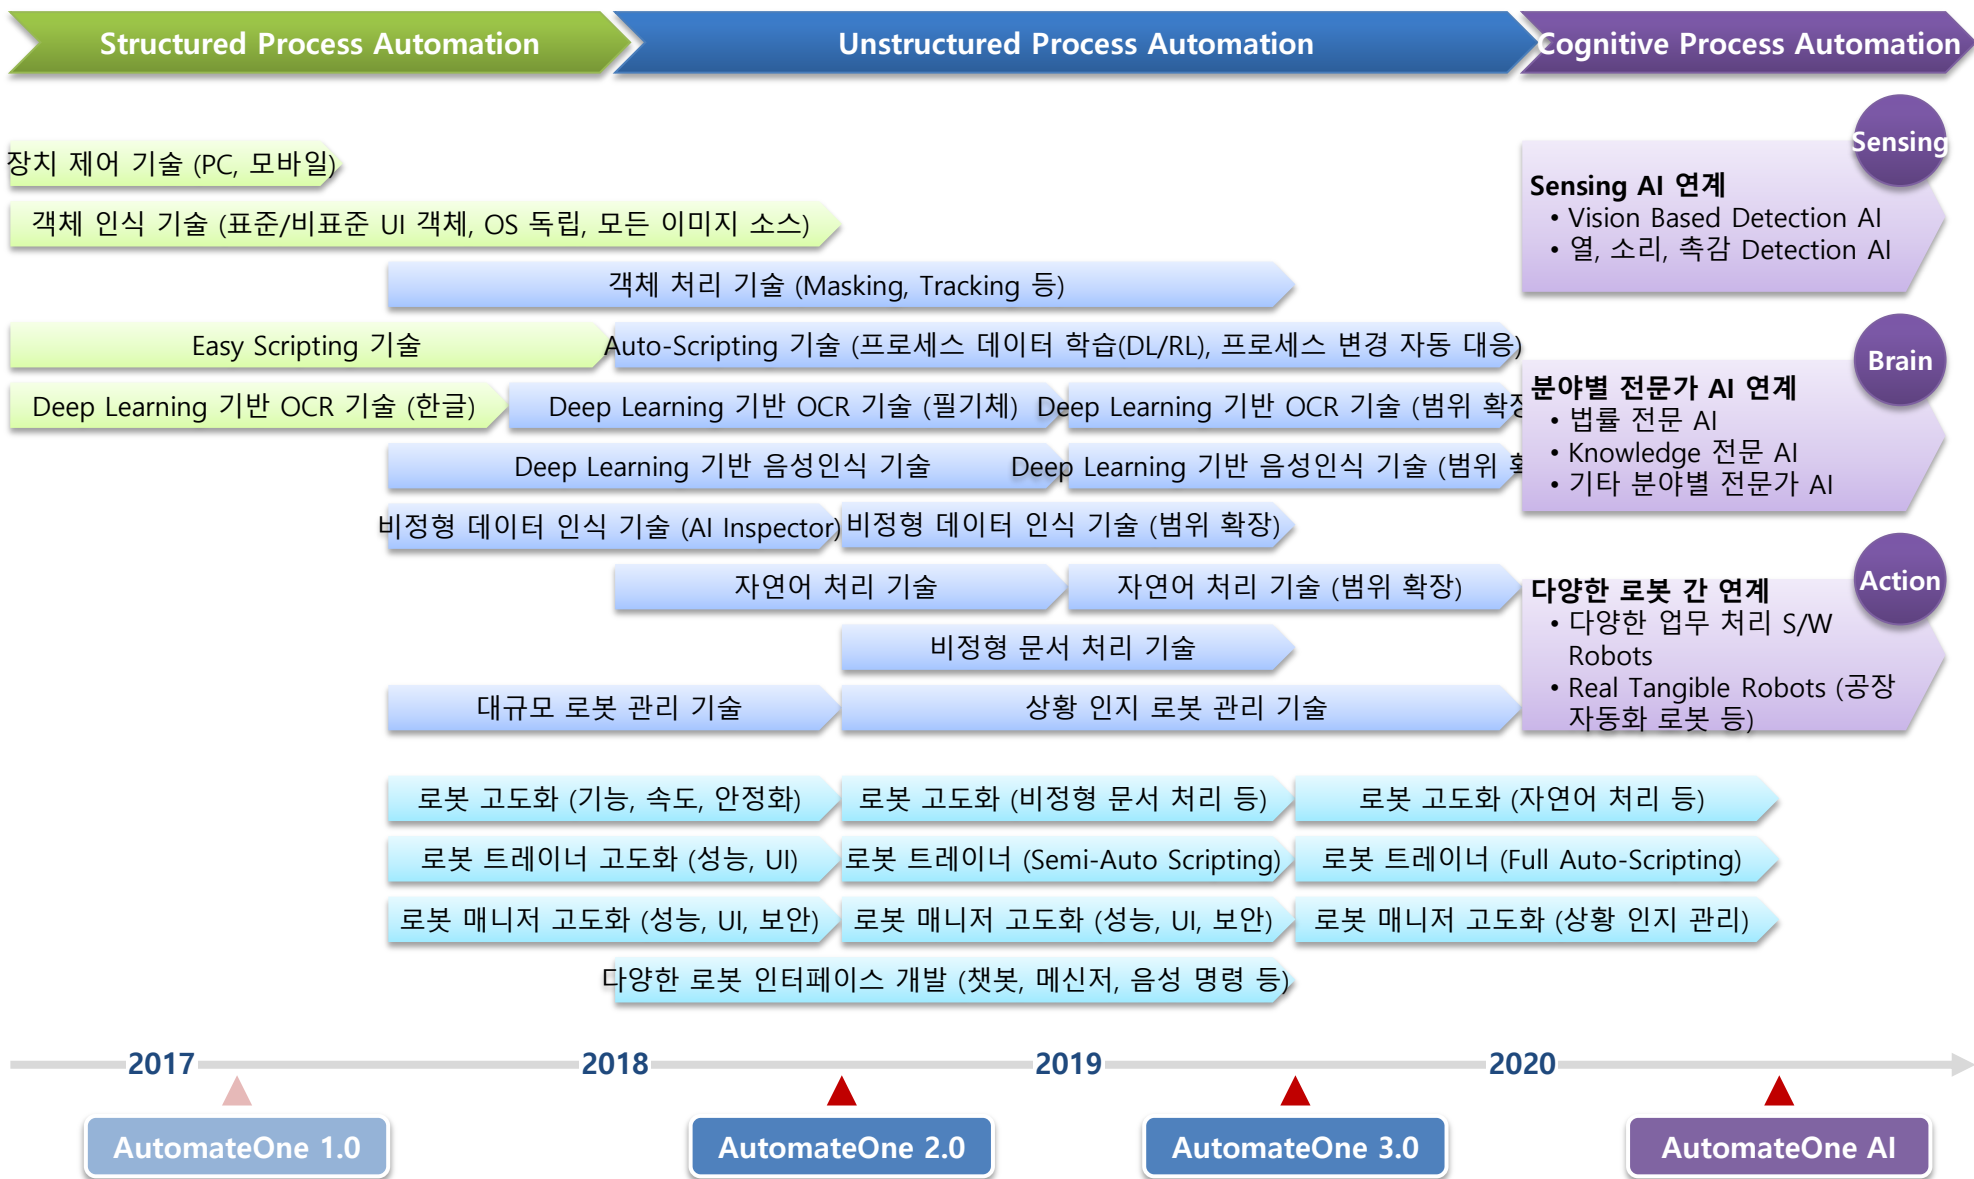 Structured Process Automation
Unstructured Process Automation
Cognitive Process Automation
장치 제어 기술 (PC, 모바일)
객체 인식 기술 (표준/비표준 UI 객체, OS 독립, 모든 이미지 소스)
객체 처리 기술 (Masking, Tracking 등)
Easy Scripting 기술
Auto-Scripting 기술 (프로세스 데이터 학습(DL/RL), 프로세스 변경 자동 대응)
Deep Learning 기반 OCR 기술 (한글)
Deep Learning 기반 OCR 기술 (필기체)
Deep Learning 기반 OCR 기술 (범위 확장
Deep Learning 기반 음성인식 기술
Deep Learning 기반 음성인식 기술 (범위
비정형 데이터 인식 기술 (AI Inspector)
비정형 데이터 인식 기술 (범위 확장)
자연어 처리 기술
자연어 처리 기술 (범위 확장)
비정형 문서 처리 기술
대규모 로봇 관리 기술
상황 인지 로봇 관리 기술
Sensing
Sensing AI 연계
• Vision Based Detection AI
• 열, 소리, 촉감 Detection AI
Brain
분야별 전문가 AI 연계
• 법률 전문 AI
• Knowledge 전문 AI
• 기타 분야별 전문가 AI
Action
다양한 로봇 간 연계
• 다양한 업무 처리 S/W
Robots
• Real Tangible Robots (공장
자동화 로봇 등)
로봇 고도화 (기능, 속도, 안정화)
로봇 고도화 (비정형 문서 처리 등)
로봇 고도화 (자연어 처리 등)
로봇 트레이너 고도화 (성능, UI)
로봇 트레이너 (Semi-Auto Scripting)
로봇 트레이너 (Full Auto-Scripting)
로봇 매니저 고도화 (성능, UI, 보안)
로봇 매니저 고도화 (성능, UI, 보안)
로봇 매니저 고도화 (상황 인지 관리)
다양한 로봇 인터페이스 개발 (챗봇, 메신저, 음성 명령 등)
2017
2018
2019
2020
AutomateOne 1.0
AutomateOne 2.0
AutomateOne 3.0
AutomateOne AI